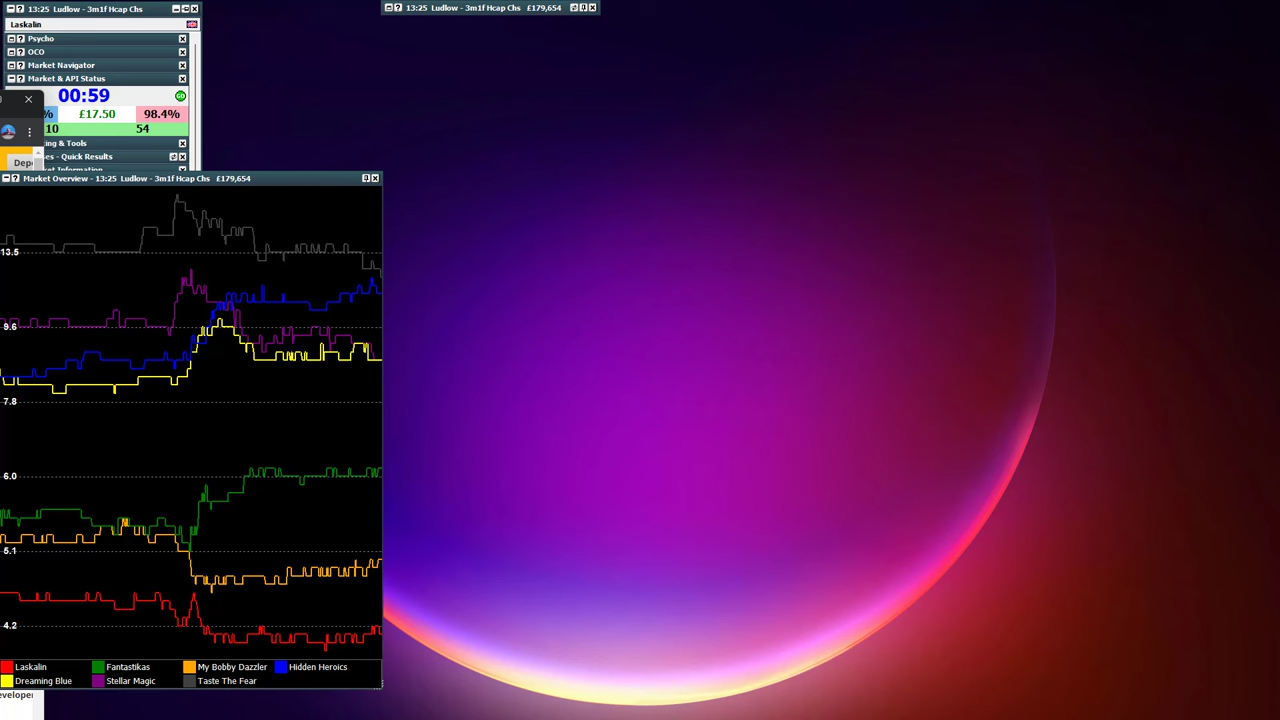 13:25 Ludlow - 3m1f Hcap Chs
13:25 Ludlow - 3m1f Hcap Chs £179,654
Laskalin
Psycho
OCO
Market Navigator
Market & API Status
00:59
GO
% £17.50 98.4%
10 54
ing & Tools
ses - Quick Results
Market Overview - 13:25 Ludlow - 3m1f Hcap Chs £179,654
13.5
9.6
7.8
6.0
5.1
4.2
Laskalin Fantastikas My Bobby Dazzler Hidden Heroics
Dreaming Blue Stellar Magic Taste The Fear